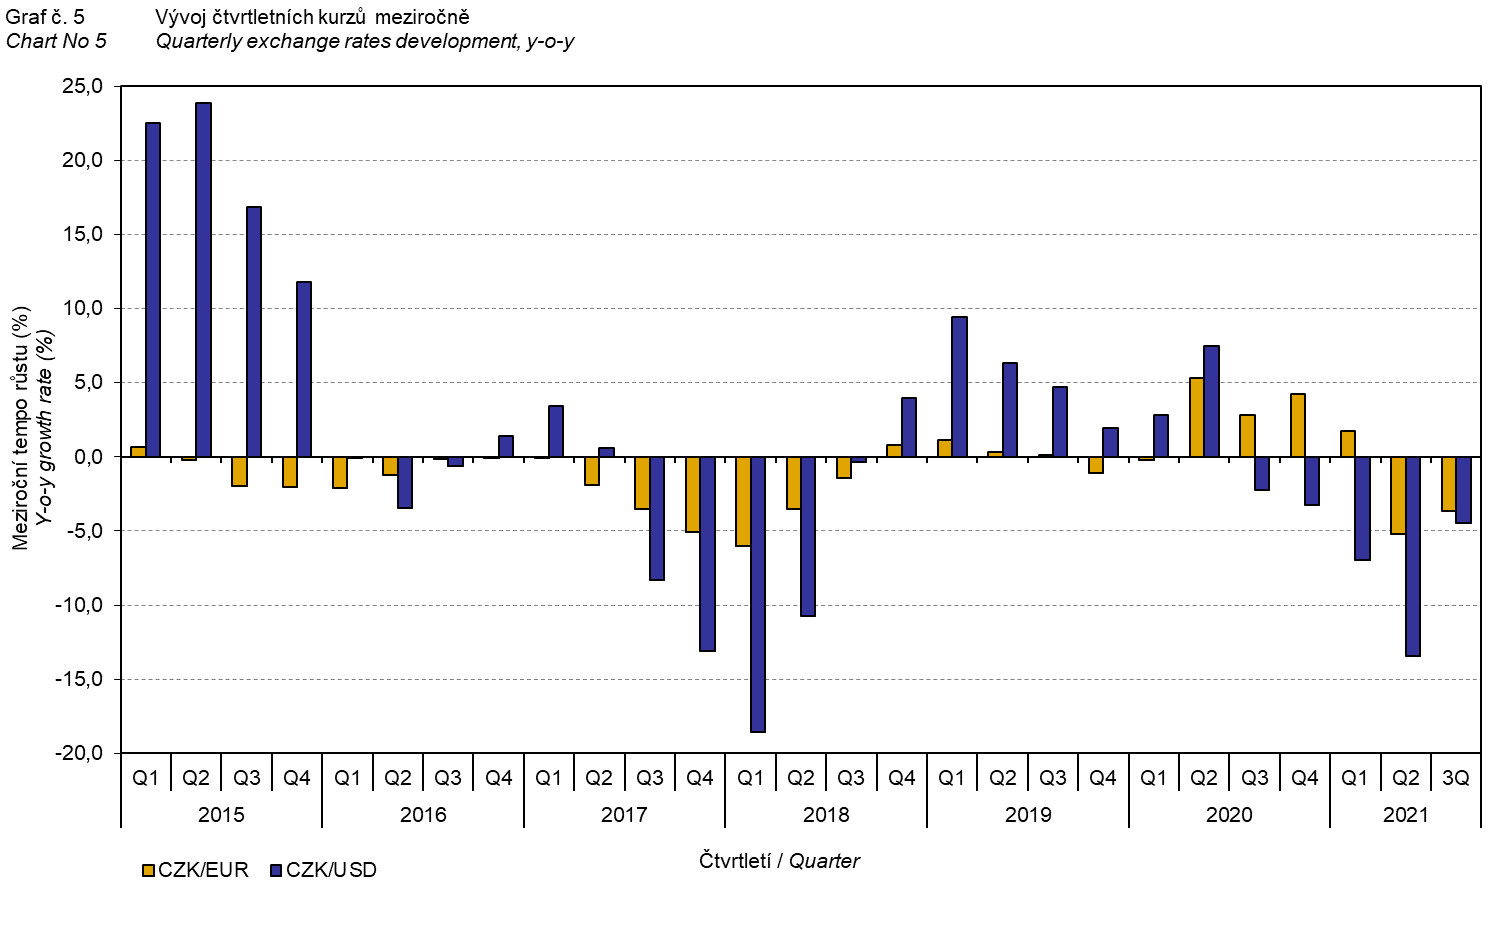 Graf č. 5 Vývoj čtvrtletních kurzů meziročně
Chart No 5 Quarterly exchange rates development, y-o-y
Meziroční tempo růstu (%)
Y-o-y growth rate (%)
25,0
20,0
15,0
10,0
5,0
0,0
-5,0
-10,0
-15,0
-20,0
Q1 Q2 Q3 Q4 Q1 Q2 Q3 Q4 Q1 Q2 Q3 Q4 Q1 Q2 Q3 Q4 Q1 Q2 Q3 Q4 Q1 Q2 Q3 Q4 Q1 Q2 3Q
2015 2016 2017 2018 2019 2020 2021
Čtvrtletí / Quarter
CZK/EUR CZK/USD